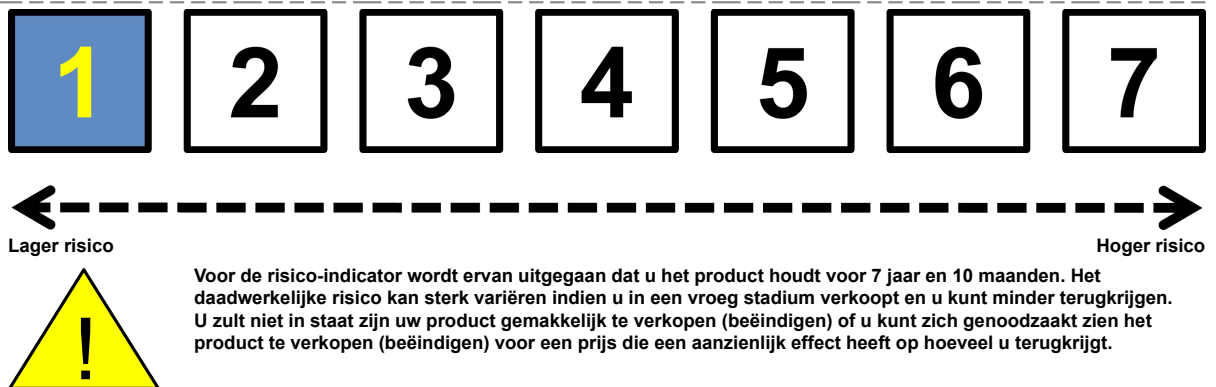 1 2 3 4 5 6 7
Lager risico Hoger risico
Voor de risico-indicator wordt ervan uitgegaan dat u het product houdt voor 7 jaar en 10 maanden. Het
daadwerkelijke risico kan sterk variëren indien u in een vroeg stadium verkoopt en u kunt minder terugkrijgen.
U zult niet in staat zijn uw product gemakkelijk te verkopen (beëindigen) of u kunt zich genoodzaakt zien het
product te verkopen (beëindigen) voor een prijs die een aanzienlijk effect heeft op hoeveel u terugkrijgt.
!